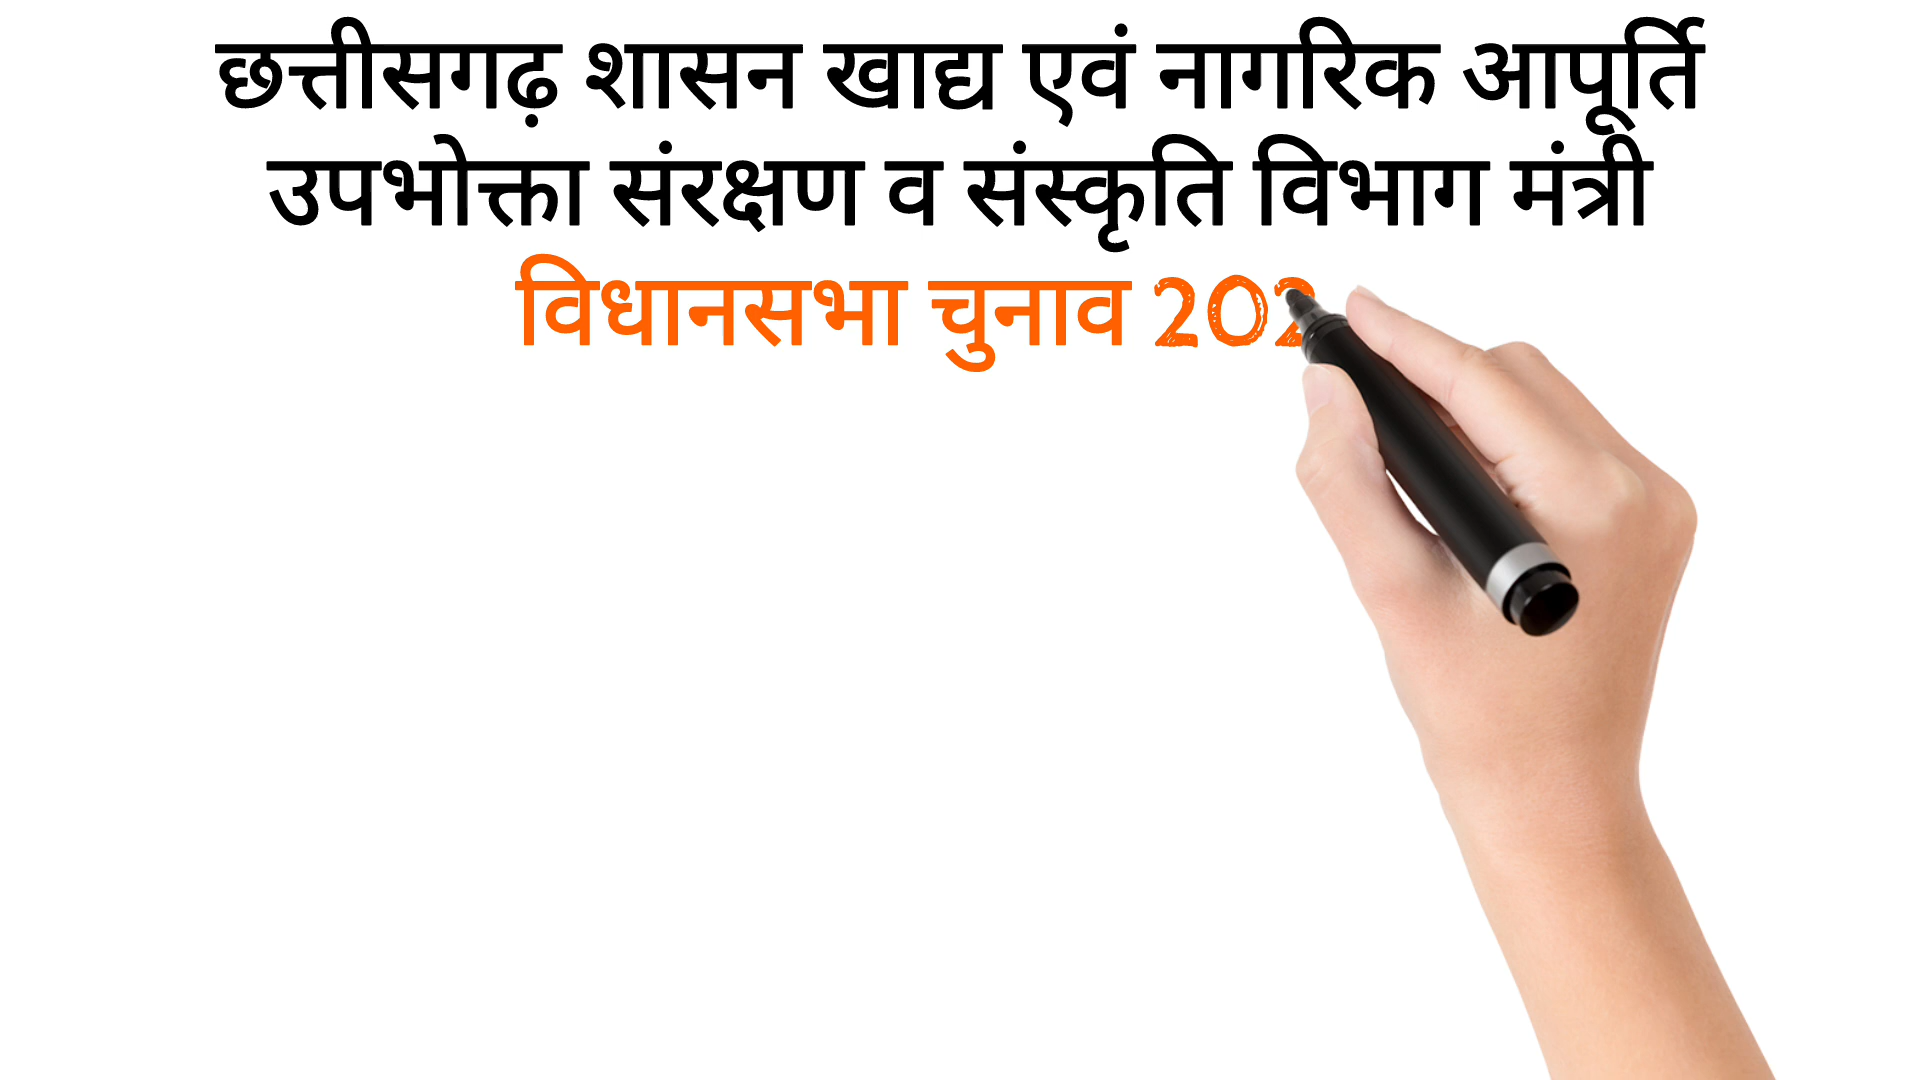 छत्तीसगढ़ शासन खाद्य एवं नागरिक आपूर्ति
उपभोक्ता संरक्षण व संस्कृति विभाग मंत्री
विधानसभा चुनाव 202